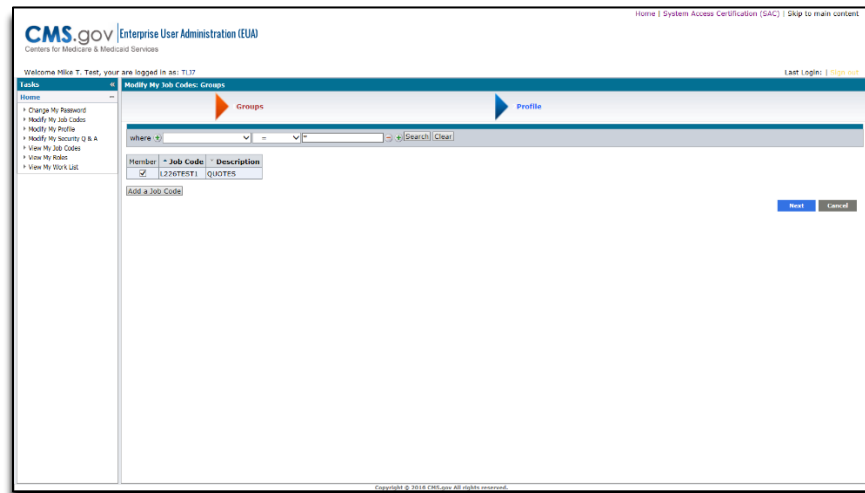 Home | System Access Certification (SAC) | Skip to main content
CMS.gov Enterprise User Administration (EUA)
Centers for Medicare & Medicaid Services
Welcome Mike T. Test, your are logged in as: TIJ7
Last Login: | Sign out
Tasks «
Modify My Job Codes: Groups
Home −
Change My Password
Modify My Job Codes
Modify My Profile
Modify My Security Q & A
View My Job Codes
View My Roles
View My Work List
Groups
Profile
where = * Search Clear
Member Job Code Description
L226TEST1 QUOTES
Add a Job Code
Next Cancel
Copyright © 2016 CMS.gov All rights reserved.